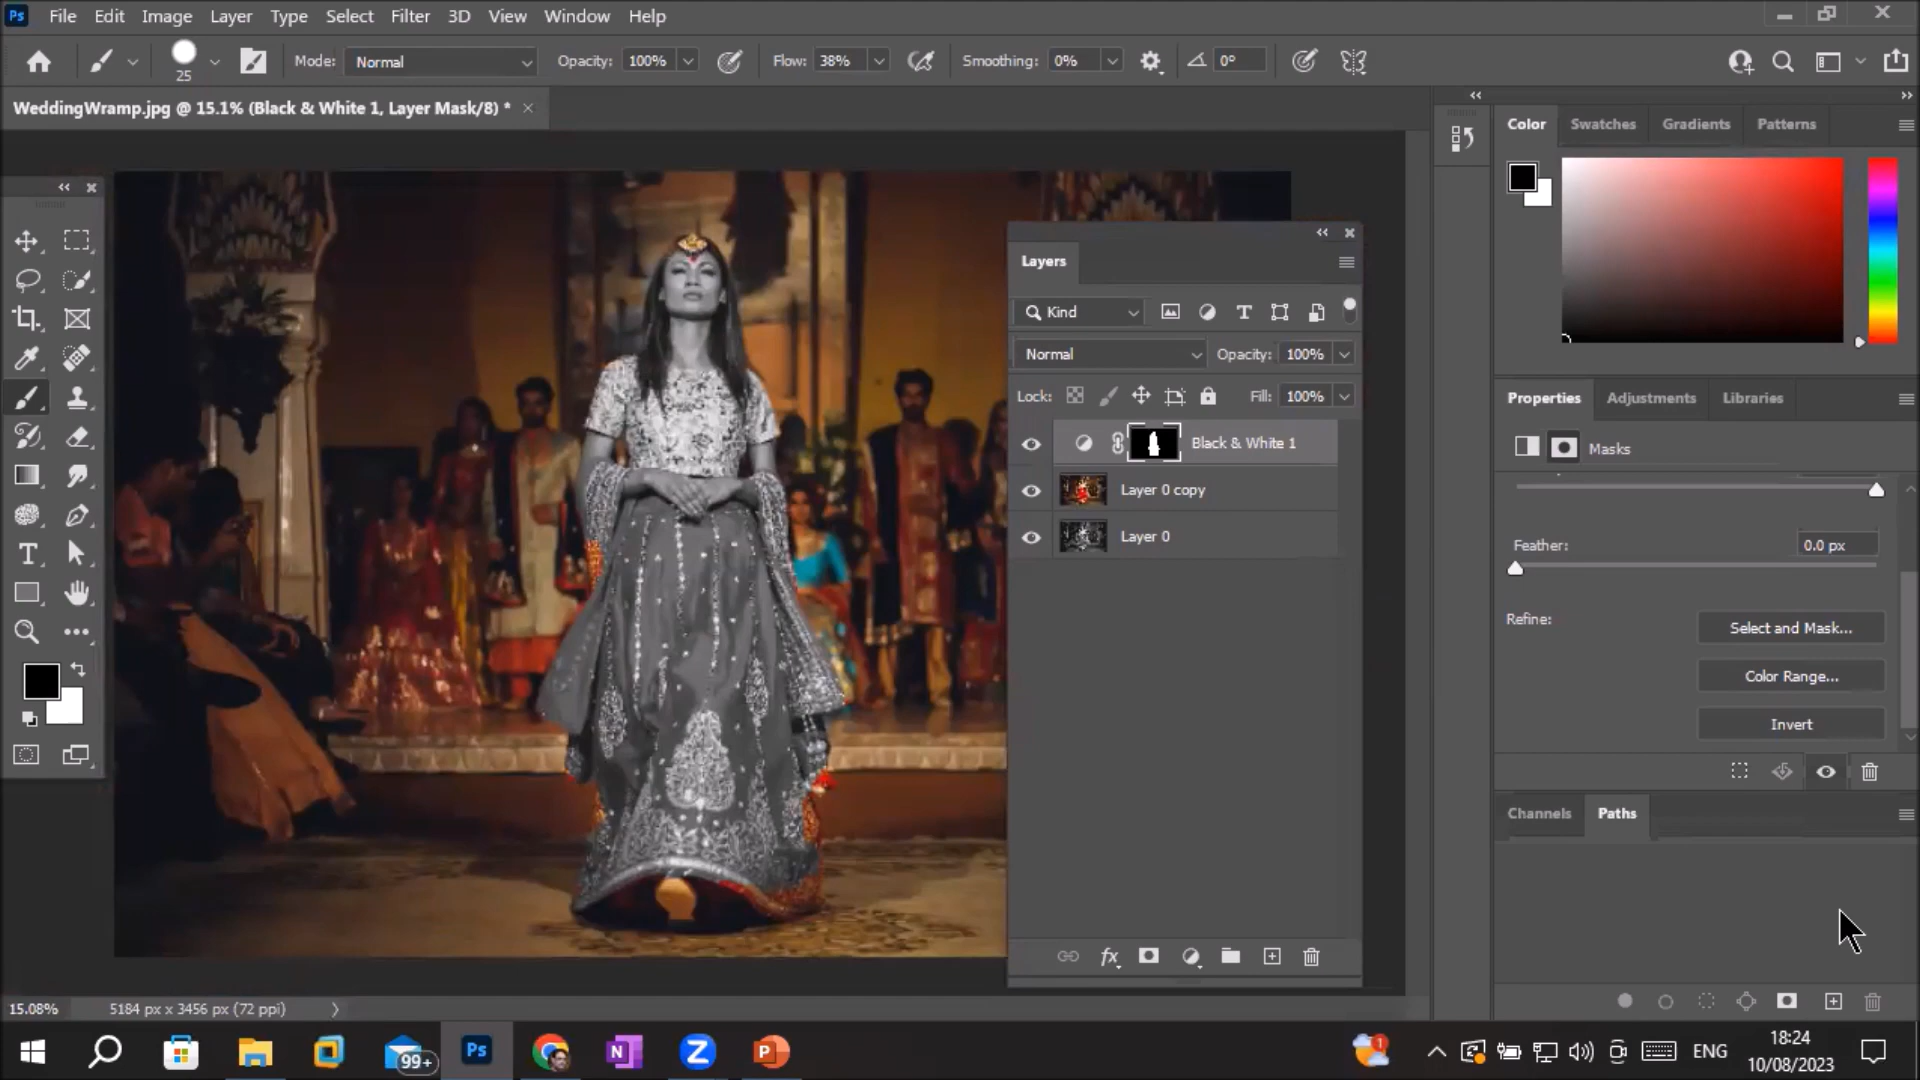 Ps File Edit Image Layer Type Select Filter 3D View Window Help
25 Mode: Normal Opacity: 100% Flow: 38% Smoothing: 0% 0°
WeddingWramp.jpg @ 15.1% (Black & White 1, Layer Mask/8) *
Color Swatches Gradients Patterns
Layers
Kind
Normal Opacity: 100%
Lock: Fill: 100%
Black & White 1
Layer 0 copy
Layer 0
fx
Properties Adjustments Libraries
Masks
Feather: 0.0 px
Refine: Select and Mask...
Color Range...
Invert
Channels Paths
15.08% 5184 px x 3456 px (72 ppi)
99+ Ps N Z P 1 ENG 18:24
10/08/2023